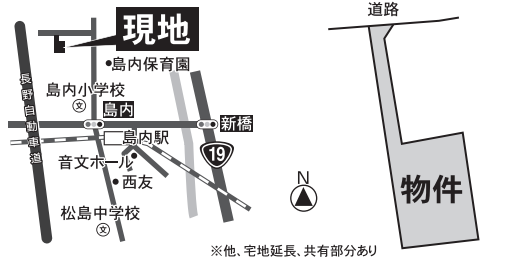 道路
現地
島内保育園
島内小学校
文
長野自動車道
島内
新橋
島内駅
19
音文ホール
西友
松島中学校
文
N
物件
※他、宅地延長、共有部分あり